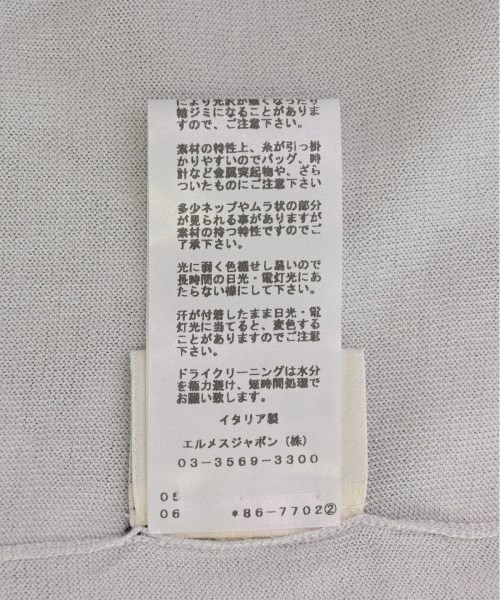 により光沢が無くなったり
輪ジミになることがありま
すので、ご注意下さい。
素材の特性上、糸が引っ掛
かりやすいのでバッグ、時
計など金属突起物や、ざら
ついたものにご注意下さい
多少ネップやムラ状の部分
が見られる事がありますが
素材の持つ特性ですのでご
了承下さい。
光に弱く色褪せし易いので
長時間の日光・電灯光にあ
たらない様にして下さい。
汗が付着したまま日光・電
灯光に当てると、変色する
ことがありますのでご注意
下さい。
ドライクリーニングは水分
を極力避け、短時間処理で
お願い致します。
イタリア製
エルメスジャポン（株）
03-3569-3300
05
06 *86-7702②